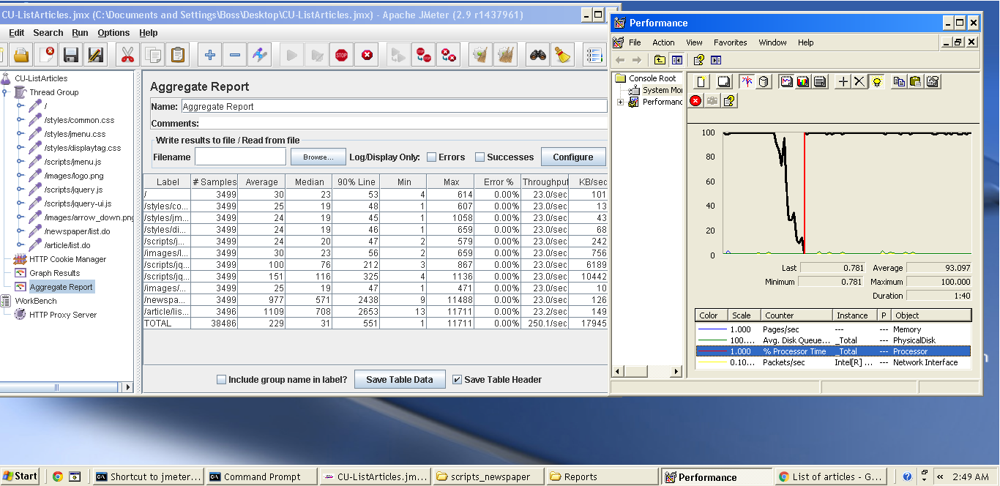 CU-ListArticles.jmx (C:\Documents and Settings\Boss\Desktop\CU-ListArticles.jmx) - Apache JMeter (2.9 r1437961)
Edit Search Run Options Help
STOP
CU-ListArticles
Thread Group
/
/styles/common.css
/styles/jmenu.css
/styles/displaytag.css
/scripts/jmenu.js
/images/logo.png
/scripts/jquery.js
/scripts/jquery-ui.js
/images/arrow_down.png
/newspaper/list.do
/article/list.do
HTTP Cookie Manager
Graph Results
Aggregate Report
WorkBench
HTTP Proxy Server
Aggregate Report
Name: Aggregate Report
Comments:
Write results to file / Read from file
Filename Browse... Log/Display Only: Errors Successes Configure
Label # Samples Average Median 90% Line Min Max Error % Throughput KB/sec
/ 3499 30 23 53 4 614 0.00% 23.0/sec 101
/styles/co... 3499 25 19 48 1 607 0.00% 23.0/sec 13
/styles/jm... 3499 24 19 45 1 1058 0.00% 23.0/sec 43
/styles/di... 3499 24 19 46 1 659 0.00% 23.0/sec 68
/scripts/j... 3499 24 20 47 2 579 0.00% 23.0/sec 242
/images/l... 3499 30 23 56 2 659 0.00% 23.0/sec 756
/scripts/jq... 3499 100 76 212 3 867 0.00% 23.0/sec 6189
/scripts/jq... 3499 151 116 325 4 1136 0.00% 23.0/sec 10442
/images/... 3499 25 19 47 1 471 0.00% 23.0/sec 10
/newspa... 3499 977 571 2438 9 11488 0.00% 23.0/sec 126
/article/lis... 3496 1109 708 2653 13 11711 0.00% 23.2/sec 149
TOTAL 38486 229 31 551 1 11711 0.00% 250.1/sec 17945
Include group name in label? Save Table Data Save Table Header
Performance
File Action View Favorites Window Help
Console Root
System Mo
Performanc
100
80
60
40
20
0
Last 0.781 Average 93.097
Minimum 0.781 Maximum 100.000
Duration 1:40
Color Scale Counter Instance P Object
1.000 Pages/sec --- --- Memory
100.... Avg. Disk Queue... _Total --- PhysicalDisk
1.000 % Processor Time _Total --- Processor
0.10... Packets/sec Intel[R] ... --- Network Interface
Start Shortcut to jmeter... Command Prompt CU-ListArticles.jm... scripts_newspaper Reports Performance List of articles - G... 2:49 AM